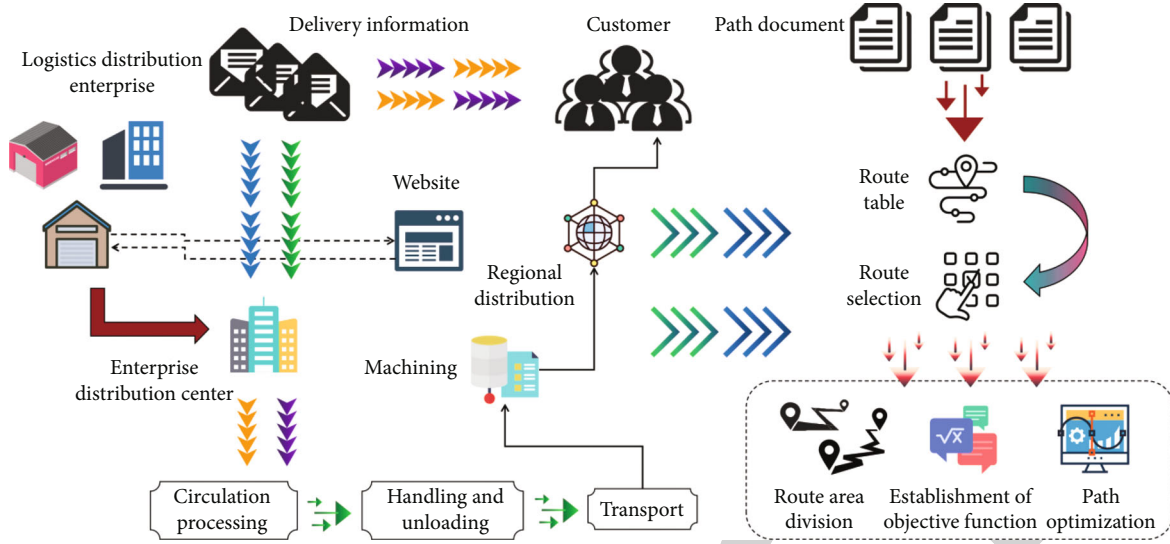 Delivery information
Customer
Path document
Logistics distribution
enterprise
Website
Route
table
Regional
distribution
Route
selection
Enterprise
distribution center
Machining
√x
Circulation
processing
Handling and
unloading
Transport
Route area
division
Establishment of
objective function
Path
optimization